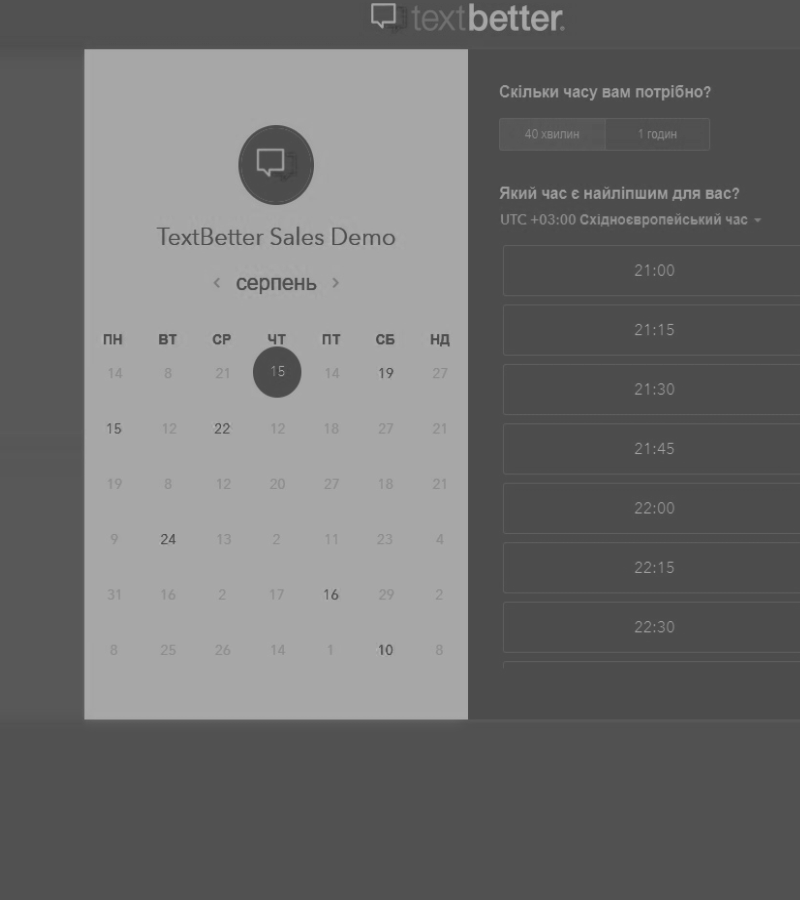 textbetter.
TextBetter Sales Demo
‹ серпень ›
ПН ВТ СР ЧТ ПТ СБ НД
14 8 21 15 14 19 27
15 12 22 12 18 27 21
19 8 12 20 27 18 21
9 24 13 2 11 23 4
31 16 2 17 16 29 2
8 25 26 14 1 10 8
Скільки часу вам потрібно?
40 хвилин 1 годин
Який час є найліпшим для вас?
UTC +03:00 Східноєвропейський час
21:00
21:15
21:30
21:45
22:00
22:15
22:30